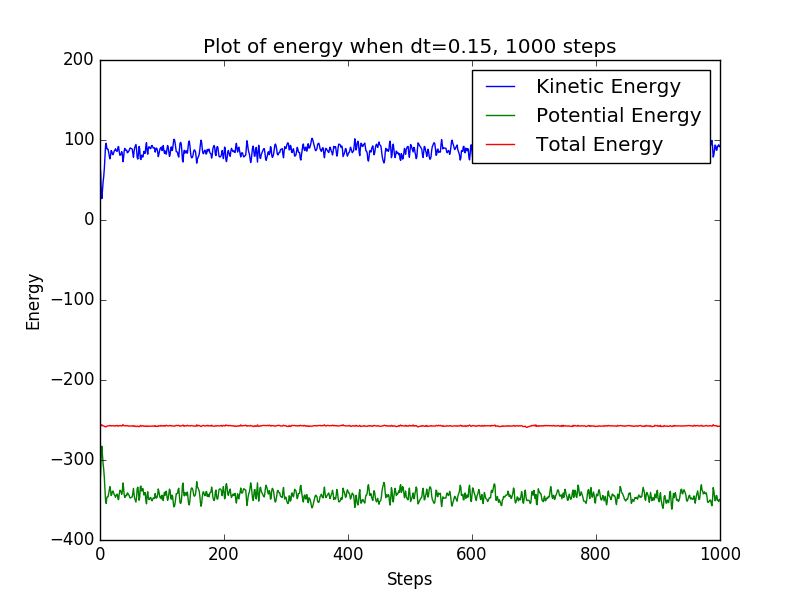 Plot of energy when dt=0.15, 1000 steps
200
100
0
−100
−200
−300
−400
Energy
Kinetic Energy
Potential Energy
Total Energy
0 200 400 600 800 1000
Steps